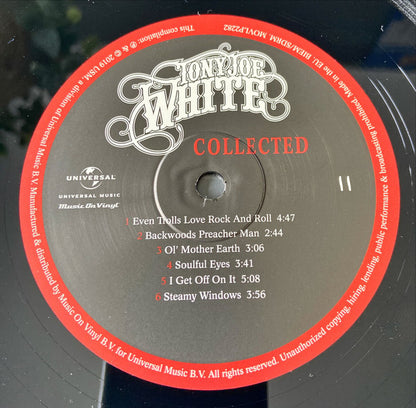 TONY JOE
WHITE
COLLECTED
UNIVERSAL
UNIVERSAL MUSIC
Music On Vinyl
II
1 Even Trolls Love Rock And Roll 4:47
2 Backwoods Preacher Man 2:44
3 Ol' Mother Earth 3:06
4 Soulful Eyes 3:41
5 I Get Off On It 5:08
6 Steamy Windows 3:56
This compilation: ℗ & © 2019 USM a division of Universal Music B.V. Manufactured & distributed by Music On Vinyl B.V. for Universal Music B.V. All rights reserved. Unauthorized copying, hiring, lending, public performance & broadcasting prohibited. Made in the EU. BIEM/SDRM. MOVLP2282